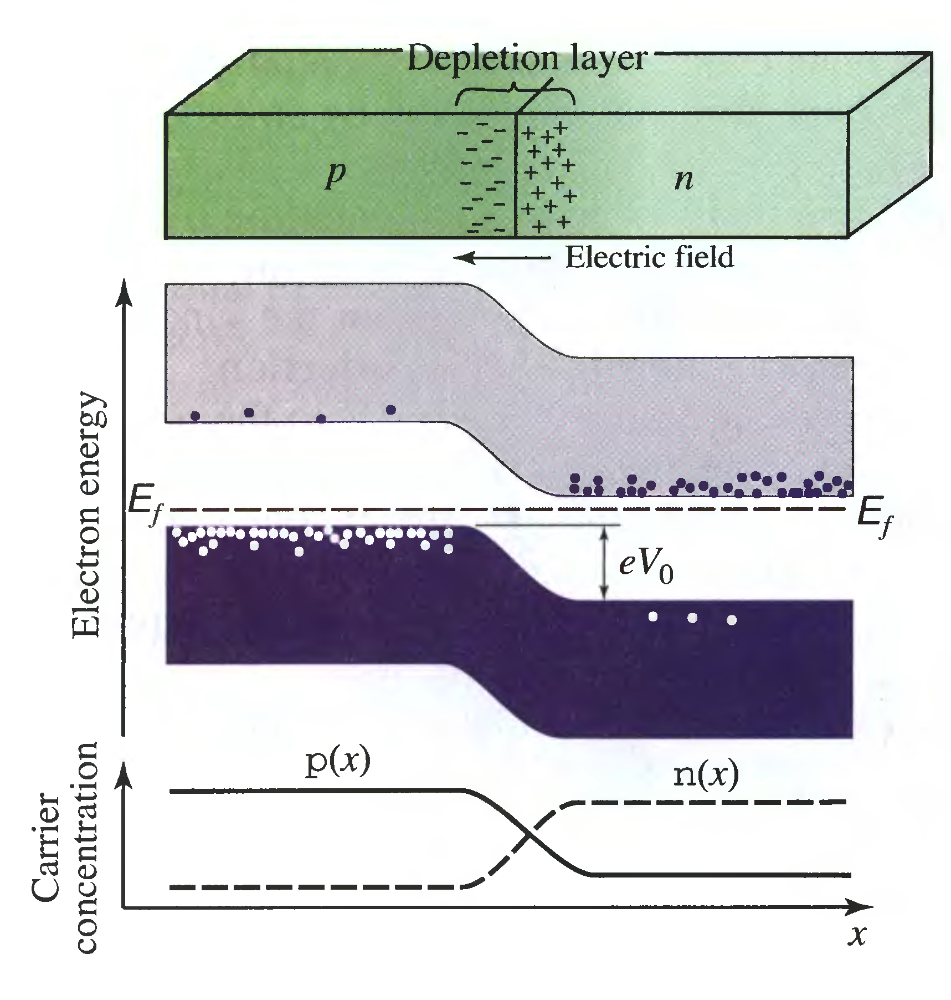 Depletion layer
p
n
Electric field
Electron energy
E_f
E_f
eV_0
Carrier
concentration
p(x)
n(x)
x